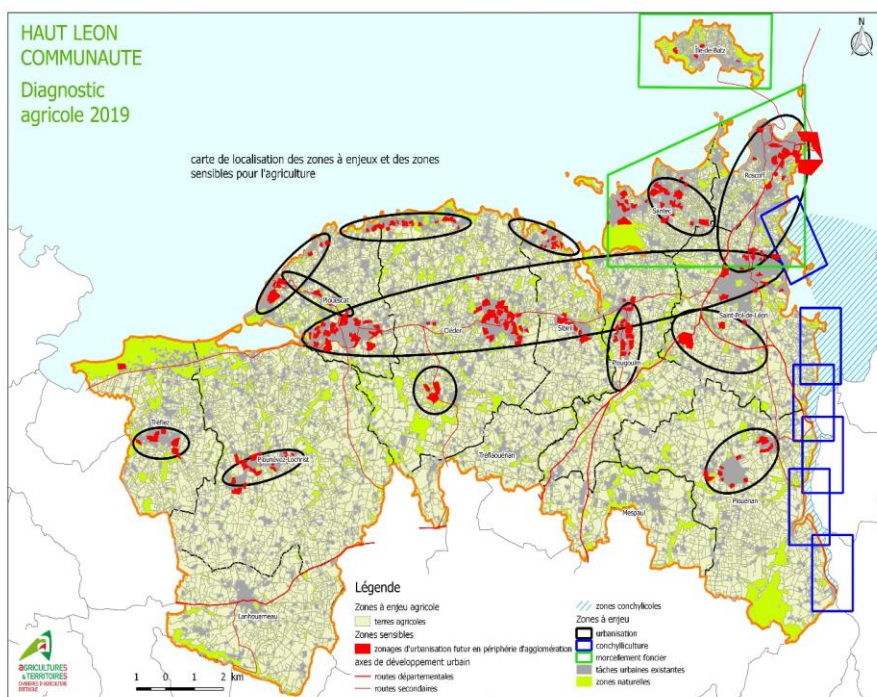 HAUT LEON
COMMUNAUTE
Diagnostic
agricole 2019
N
Île-de-Batz
carte de localisation des zones à enjeux et des zones
sensibles pour l'agriculture
Roscoff
Santec
Plouescat
Cléder
Sibiril
Saint-Pol-de-Léon
Plougoulm
Tréflez
Plounévez-Lochrist
Tréflaouénan
Plouénan
Mespaul
Lanhouarneau
Légende
Zones à enjeu agricole
terres agricoles
Zones sensibles
zonages d'urbanisation futur en périphérie d'agglomération
axes de développement urbain
routes départementales
routes secondaires
zones conchylicoles
Zones à enjeu
urbanisation
conchylliculture
morcellement foncier
tâches urbaines existantes
zones naturelles
AGRICULTURES
& TERRITOIRES
CHAMBRES D'AGRICULTURE
BRETAGNE
1 0 1 2 km